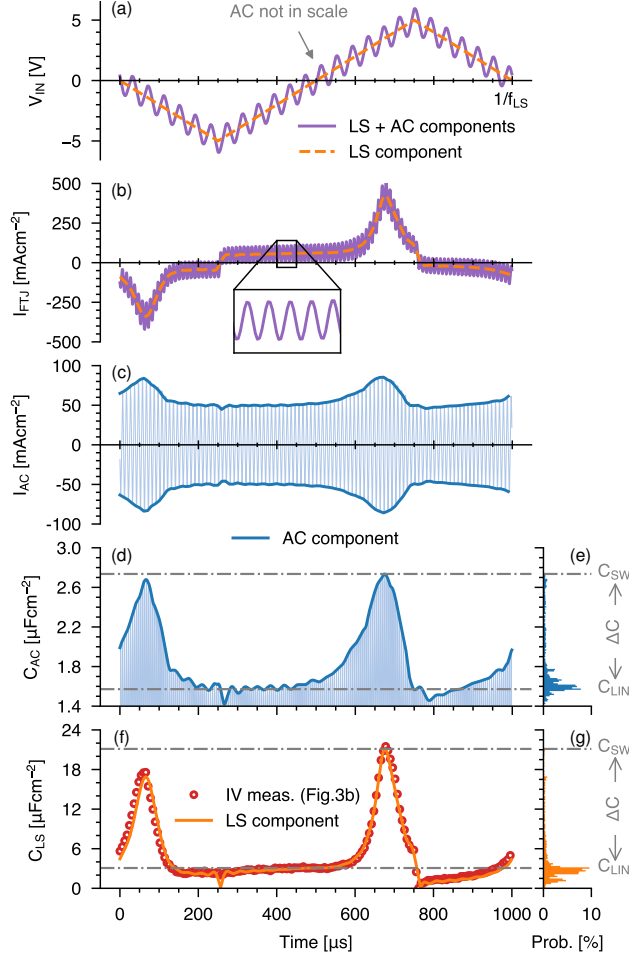 (a)
AC not in scale
5
0
−5
V_IN [V]
1/f_LS
LS + AC components
LS component
(b)
500
250
0
-250
-500
I_FTJ [mAcm⁻²]
(c)
100
50
0
-50
-100
I_AC [mAcm⁻²]
AC component
(d)
3.0
2.6
2.2
1.8
1.4
C_AC [µFcm⁻²]
(e)
C_SW
ΔC
C_LIN
(f)
24
18
12
6
0
C_LS [µFcm⁻²]
IV meas. (Fig.3b)
LS component
(g)
C_SW
ΔC
C_LIN
0 200 400 600 800 1000
0 10
Time [µs]
Prob. [%]